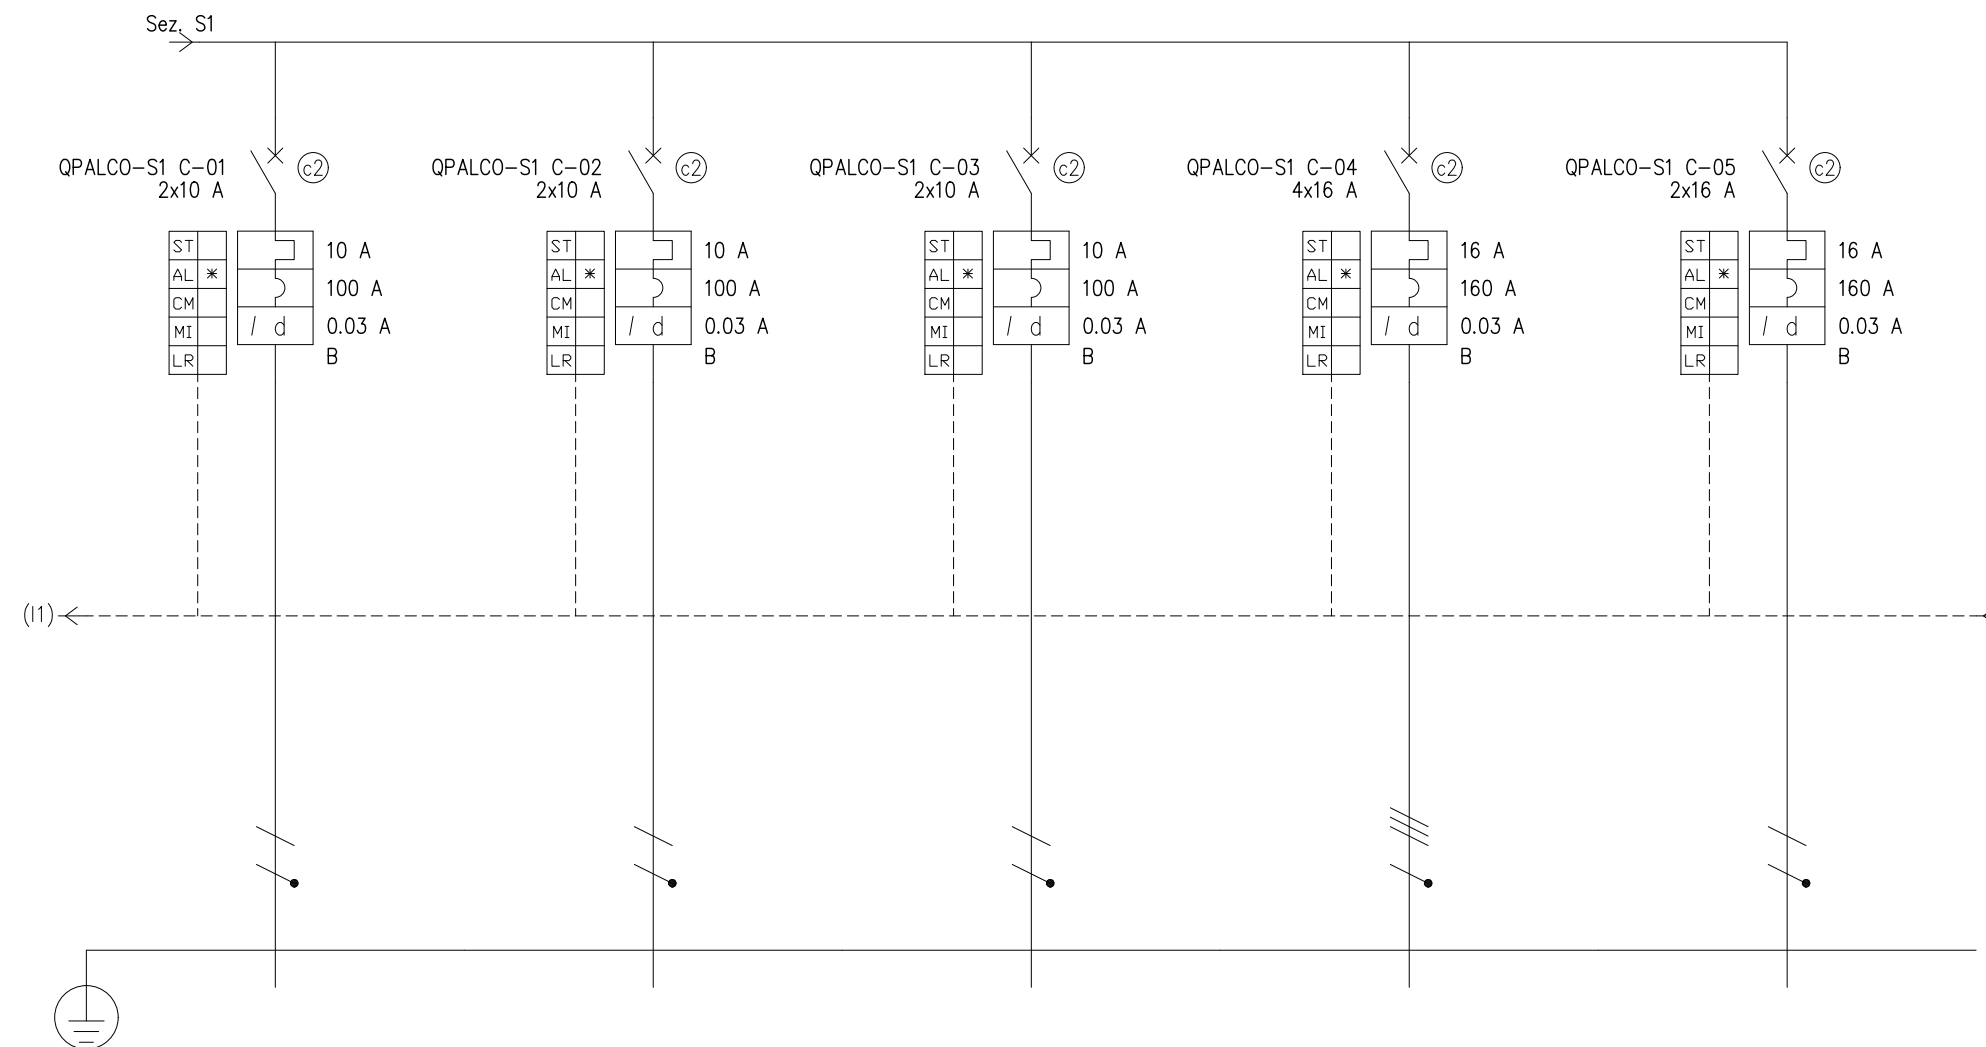 Sez. S1
QPALCO-S1 C-01
2x10 A
c2
ST
AL *
CM
MI
LR
/ d
10 A
100 A
0.03 A
B
QPALCO-S1 C-02
2x10 A
c2
ST
AL *
CM
MI
LR
/ d
10 A
100 A
0.03 A
B
QPALCO-S1 C-03
2x10 A
c2
ST
AL *
CM
MI
LR
/ d
10 A
100 A
0.03 A
B
QPALCO-S1 C-04
4x16 A
c2
ST
AL *
CM
MI
LR
/ d
16 A
160 A
0.03 A
B
QPALCO-S1 C-05
2x16 A
c2
ST
AL *
CM
MI
LR
/ d
16 A
160 A
0.03 A
B
(I1)